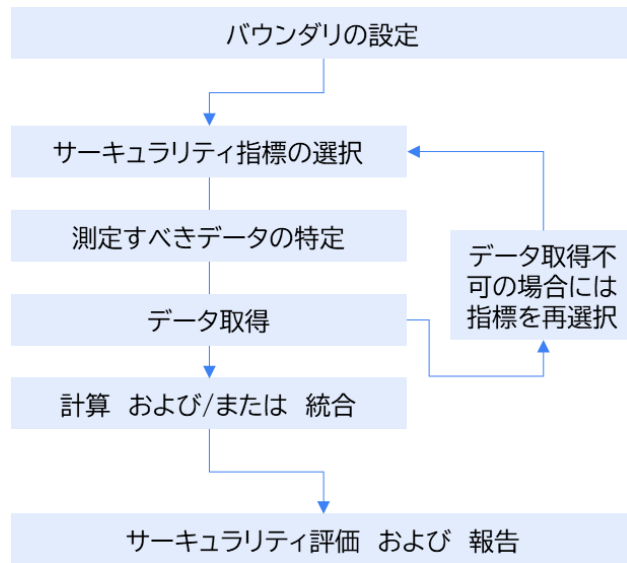 バウンダリの設定
サーキュラリティ指標の選択
測定すべきデータの特定
データ取得不
可の場合には
指標を再選択
データ取得
計算　および/または　統合
サーキュラリティ評価　および　報告